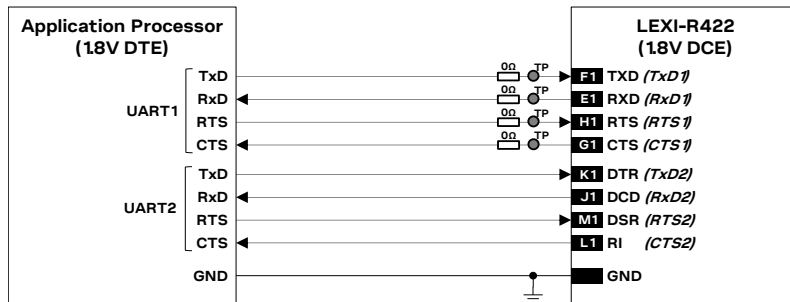 Application Processor
(1.8V DTE)
LEXI-R422
(1.8V DCE)
TxD 0Ω TP F1 TXD (TxD1)
RxD 0Ω TP E1 RXD (RxD1)
UART1
RTS 0Ω TP H1 RTS (RTS1)
CTS 0Ω TP G1 CTS (CTS1)
TxD K1 DTR (TxD2)
RxD J1 DCD (RxD2)
UART2
RTS M1 DSR (RTS2)
CTS L1 RI (CTS2)
GND GND